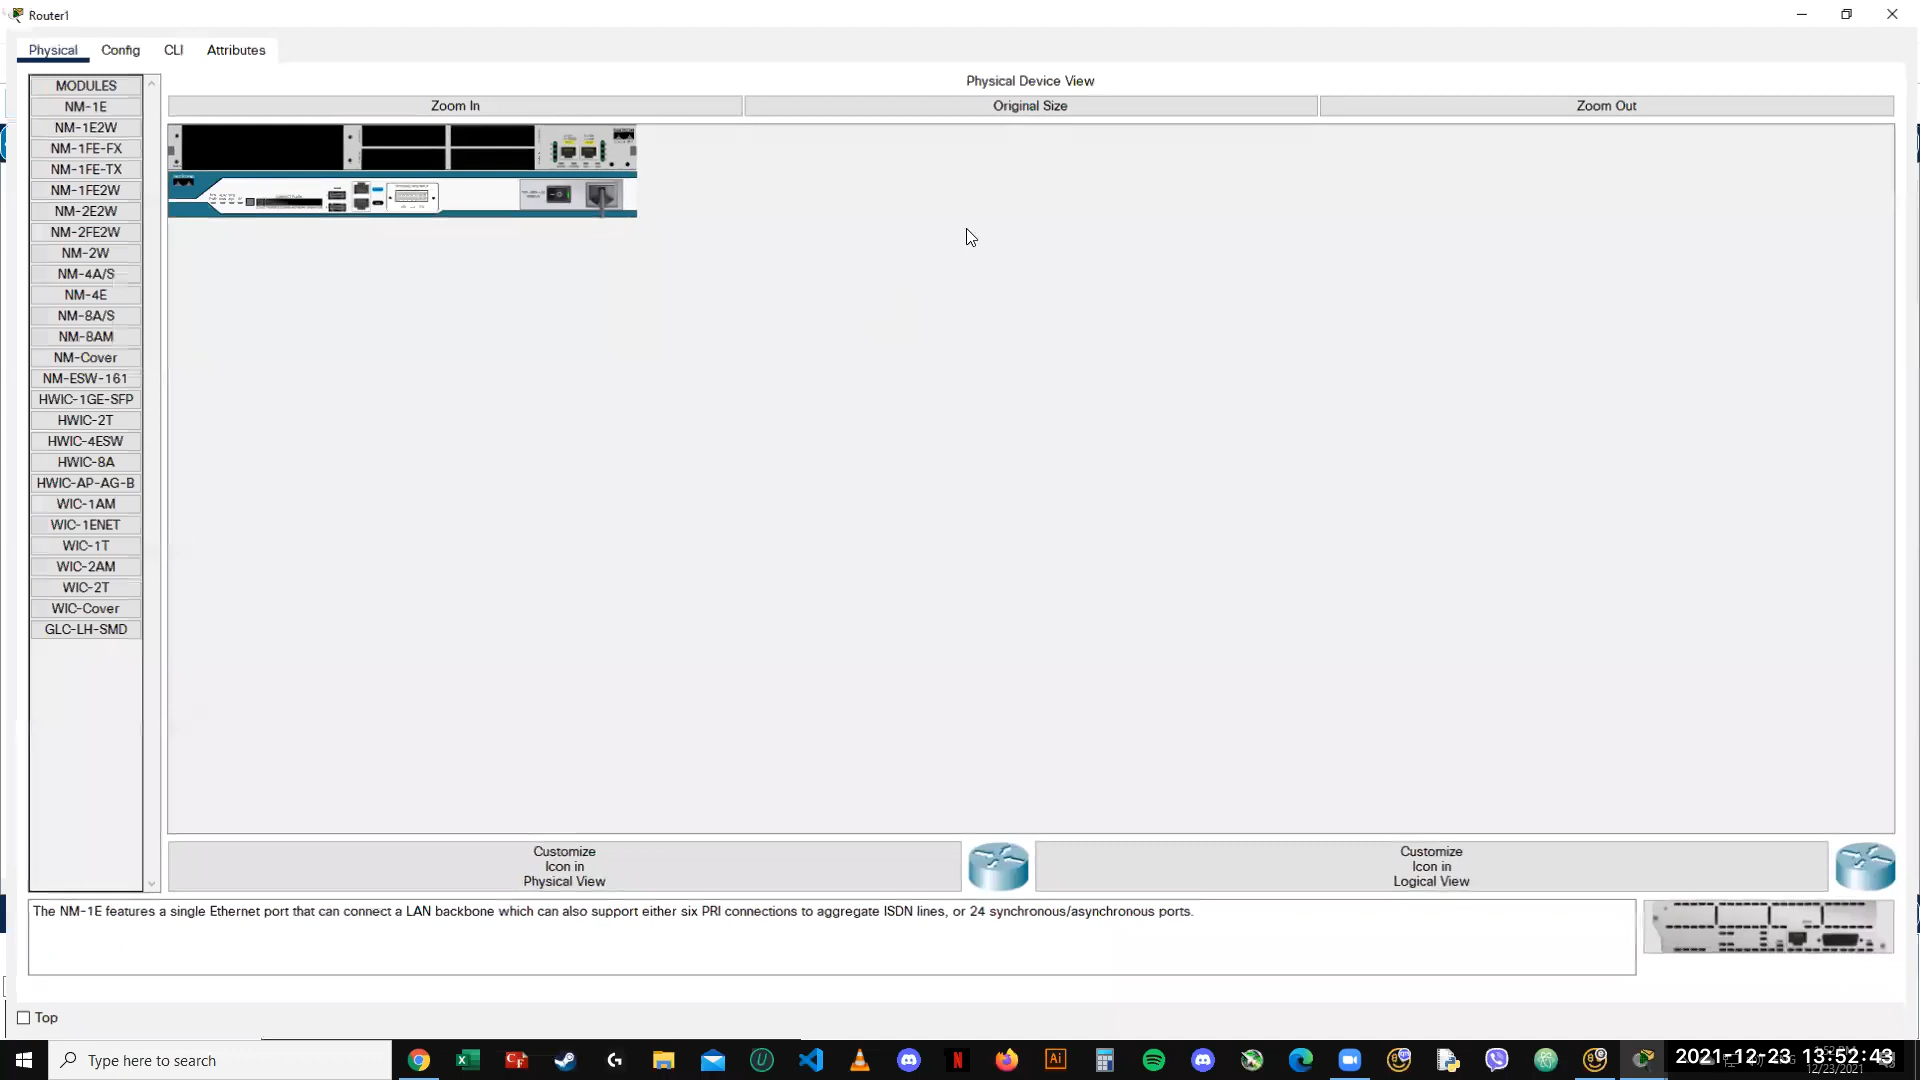 Router1
Physical
Config
CLI
Attributes
MODULES
NM-1E
NM-1E2W
NM-1FE-FX
NM-1FE-TX
NM-1FE2W
NM-2E2W
NM-2FE2W
NM-2W
NM-4A/S
NM-4E
NM-8A/S
NM-8AM
NM-Cover
NM-ESW-161
HWIC-1GE-SFP
HWIC-2T
HWIC-4ESW
HWIC-8A
HWIC-AP-AG-B
WIC-1AM
WIC-1ENET
WIC-1T
WIC-2AM
WIC-2T
WIC-Cover
GLC-LH-SMD
Physical Device View
Zoom In
Original Size
Zoom Out
Customize
Icon in
Physical View
Customize
Icon in
Logical View
The NM-1E features a single Ethernet port that can connect a LAN backbone which can also support either six PRI connections to aggregate ISDN lines, or 24 synchronous/asynchronous ports.
Top
Type here to search
2021-12-23 13:52:43
12/23/2021